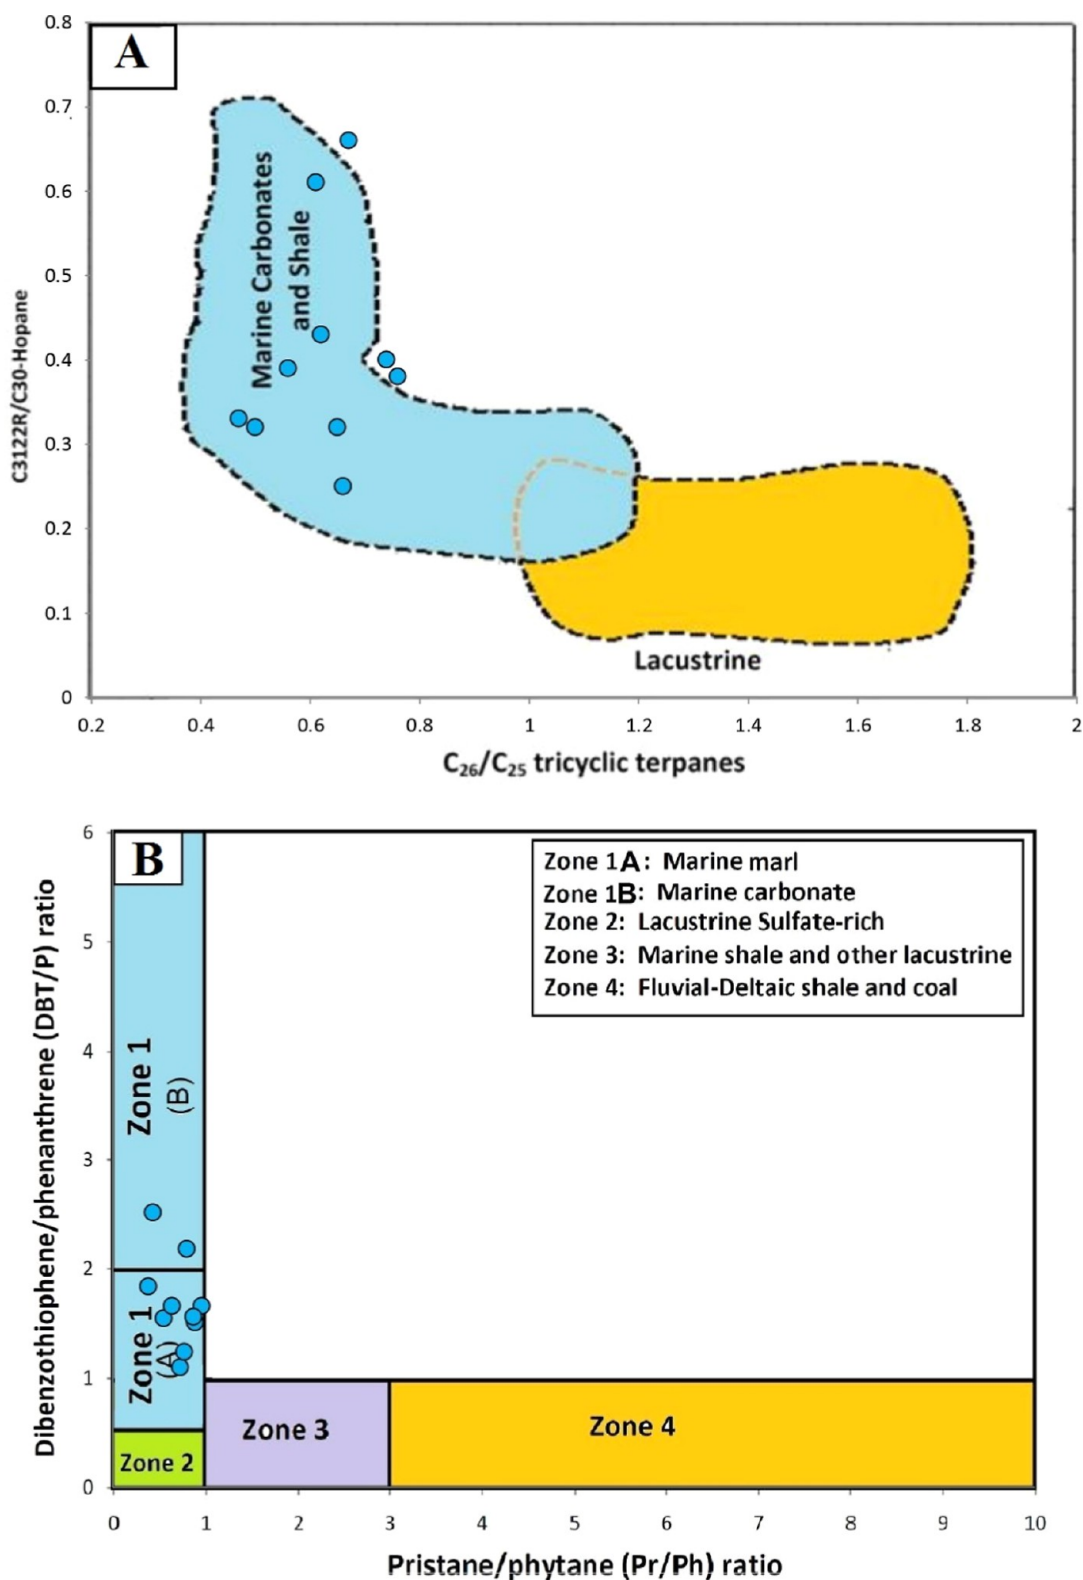 A
0.8
0.7
0.6
0.5
0.4
0.3
0.2
0.1
0
C3122R/C30-Hopane
Marine Carbonates
and Shale
Lacustrine
0.2 0.4 0.6 0.8 1 1.2 1.4 1.6 1.8 2
C26/C25 tricyclic terpanes
B
6
5
4
3
2
1
0
Dibenzothiophene/phenanthrene (DBT/P) ratio
Zone 1A: Marine marl
Zone 1B: Marine carbonate
Zone 2: Lacustrine Sulfate-rich
Zone 3: Marine shale and other lacustrine
Zone 4: Fluvial-Deltaic shale and coal
Zone 1
(B)
Zone 1
(A)
Zone 2
Zone 3
Zone 4
0 1 2 3 4 5 6 7 8 9 10
Pristane/phytane (Pr/Ph) ratio